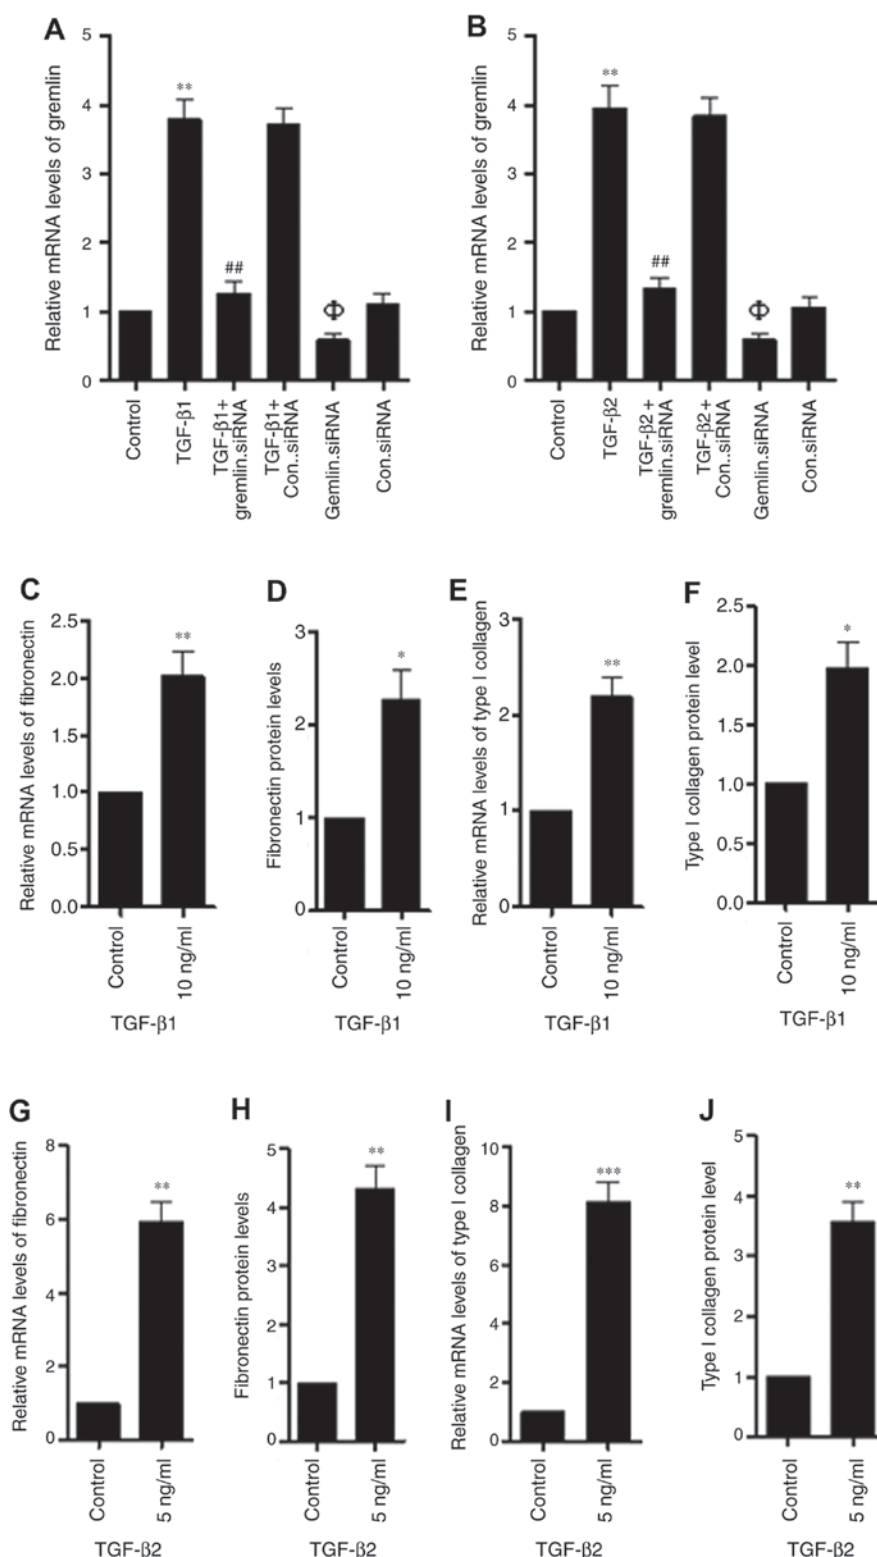 A
Relative mRNA levels of gremlin
5
4
3
2
1
0
**
##
Φ
Control
TGF-β1
TGF-β1+
gremlin.siRNA
TGF-β1+
Con..siRNA
Gemlin.siRNA
Con.siRNA
B
Relative mRNA levels of gremlin
5
4
3
2
1
0
**
##
Φ
Control
TGF-β2
TGF-β2 +
gremlin.siRNA
TGF-β2 +
Con..siRNA
Gemlin.siRNA
Con.siRNA
C
Relative mRNA levels of fibronectin
2.5
2.0
1.5
1.0
0.5
0.0
**
Control
10 ng/ml
TGF-β1
D
Fibronectin protein levels
3
2
1
0
*
Control
10 ng/ml
TGF-β1
E
Relative mRNA levels of type I collagen
3
2
1
0
**
Control
10 ng/ml
TGF-β1
F
Type I collagen protein level
2.5
2.0
1.5
1.0
0.5
0.0
*
Control
10 ng/ml
TGF-β1
G
Relative mRNA levels of fibronectin
8
6
4
2
0
**
Control
5 ng/ml
TGF-β2
H
Fibronectin protein levels
5
4
3
2
1
0
**
Control
5 ng/ml
TGF-β2
I
Relative mRNA levels of type I collagen
10
8
6
4
2
0
***
Control
5 ng/ml
TGF-β2
J
Type I collagen protein level
5
4
3
2
1
0
**
Control
5 ng/ml
TGF-β2